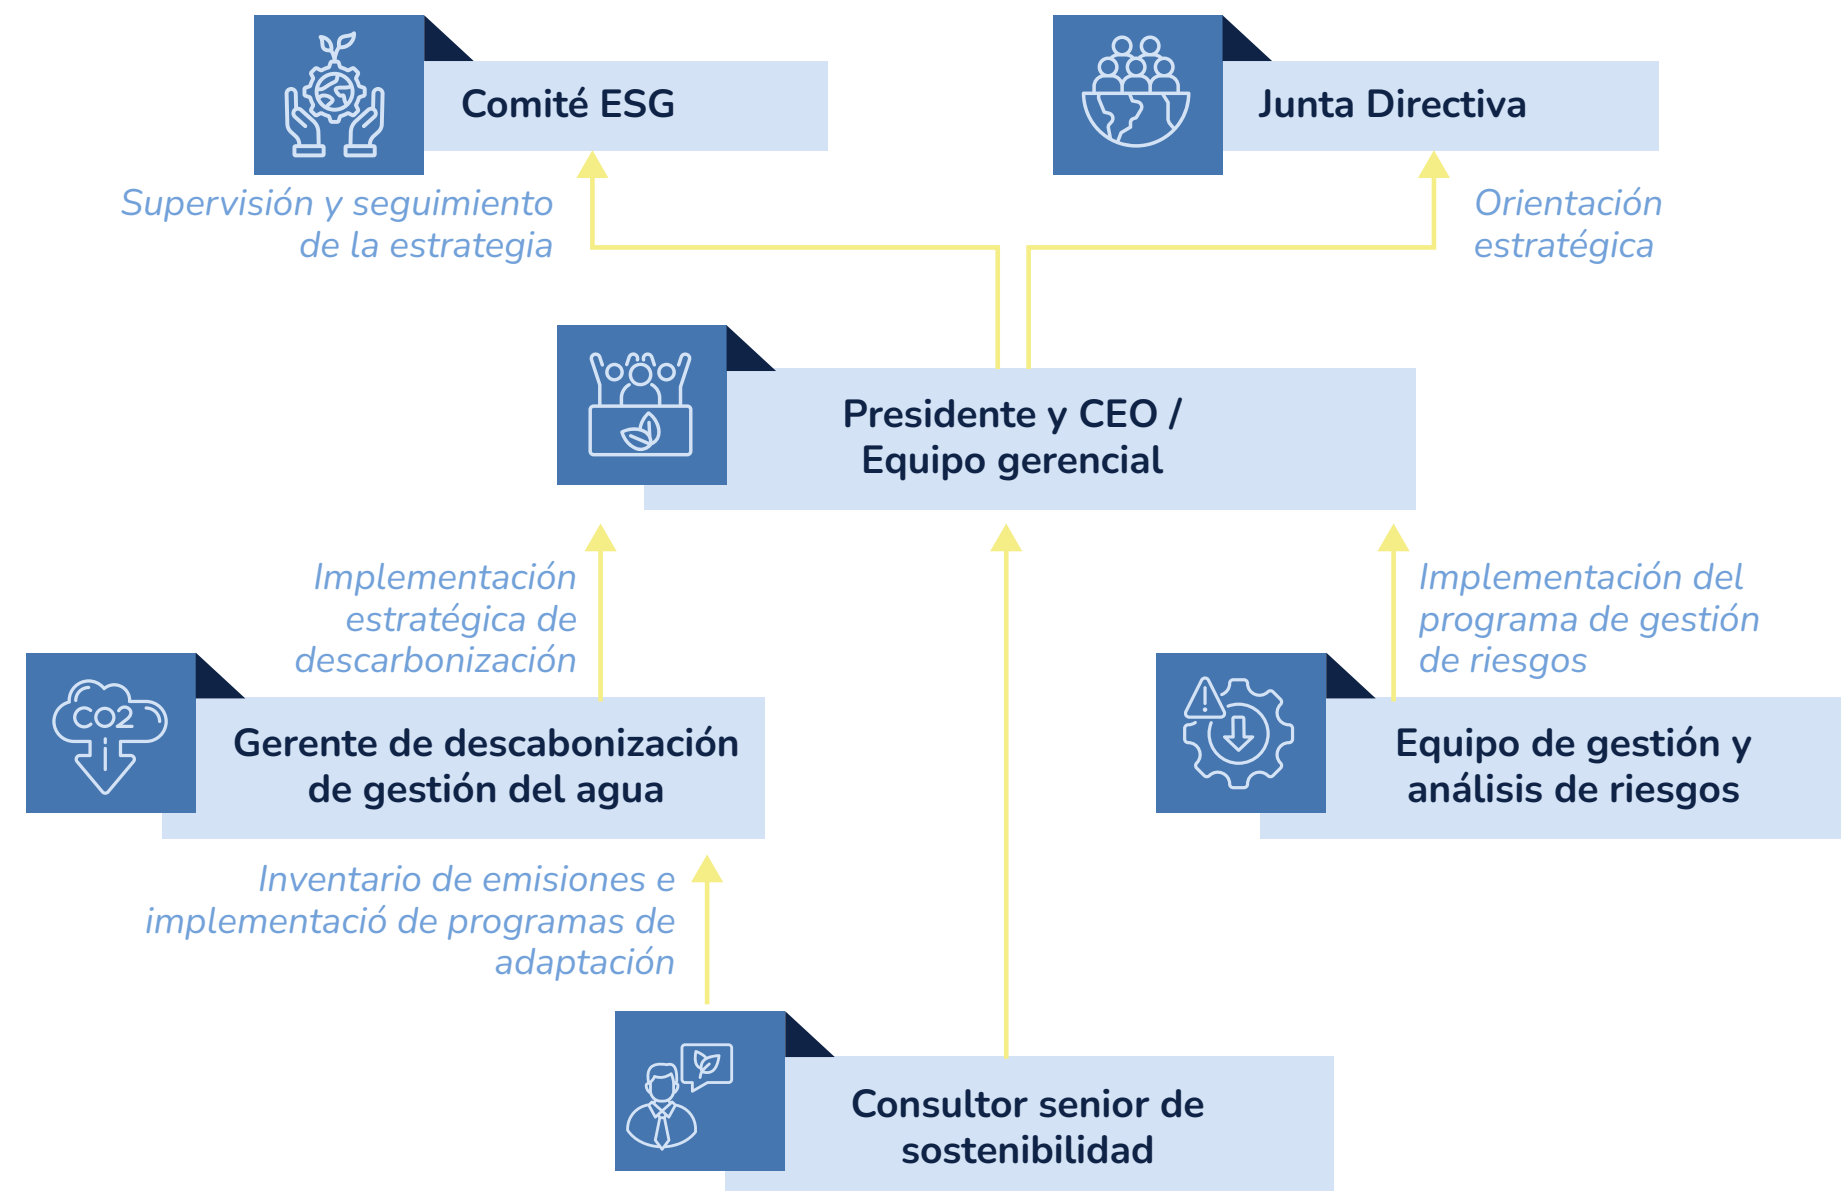 Comité ESG
Junta Directiva
Supervisión y seguimiento
de la estrategia
Orientación
estratégica
Presidente y CEO /
Equipo gerencial
Implementación
estratégica de
descarbonización
Implementación del
programa de gestión
de riesgos
CO2
Gerente de descabonización
de gestión del agua
Equipo de gestión y
análisis de riesgos
Inventario de emisiones e
implementació de programas de
adaptación
Consultor senior de
sostenibilidad